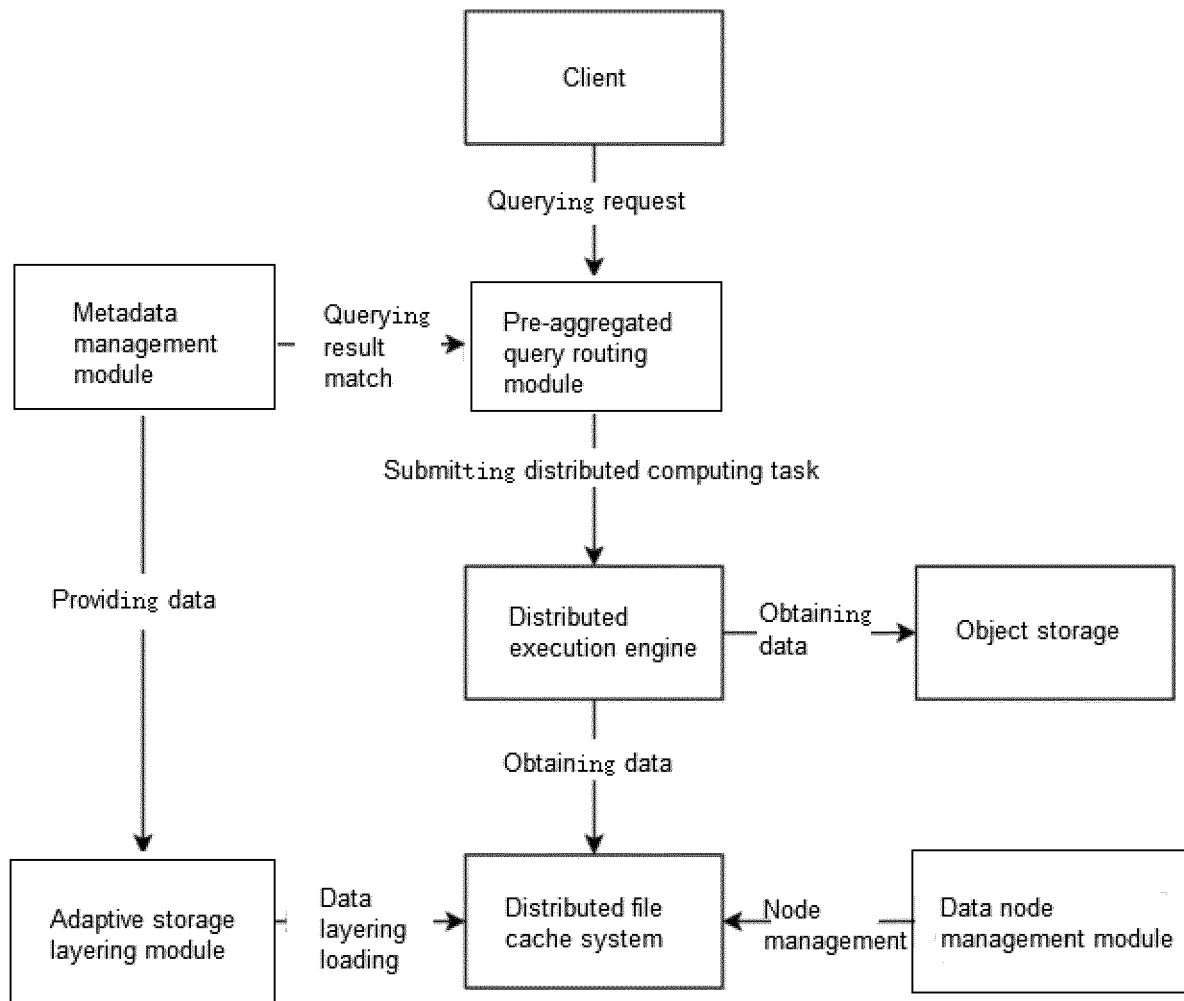 Client
Querying request
Metadata
management
module
Querying
result
match
Pre-aggregated
query routing
module
Submitting distributed computing task
Providing data
Distributed
execution engine
Obtaining
data
Object storage
Obtaining data
Adaptive storage
layering module
Data
layering
loading
Distributed file
cache system
Node
management
Data node
management module